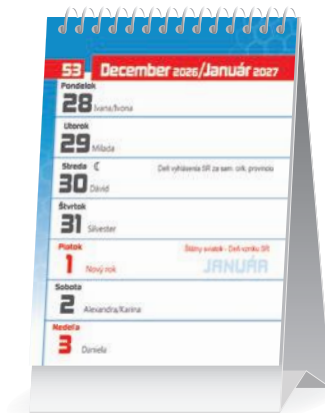 53 December 2026/Január 2027
Pondelok
28 Ivana/Ivona
Utorok
29 Milada
Streda Deň vyhlásenia SR za sam. cirk. provinciu
30 Dávid
Štvrtok
31 Silvester
Piatok Štátny sviatok - Deň vzniku SR
1 Nový rok JANUÁR
Sobota
2 Alexandra/Karina
Nedeľa
3 Daniela